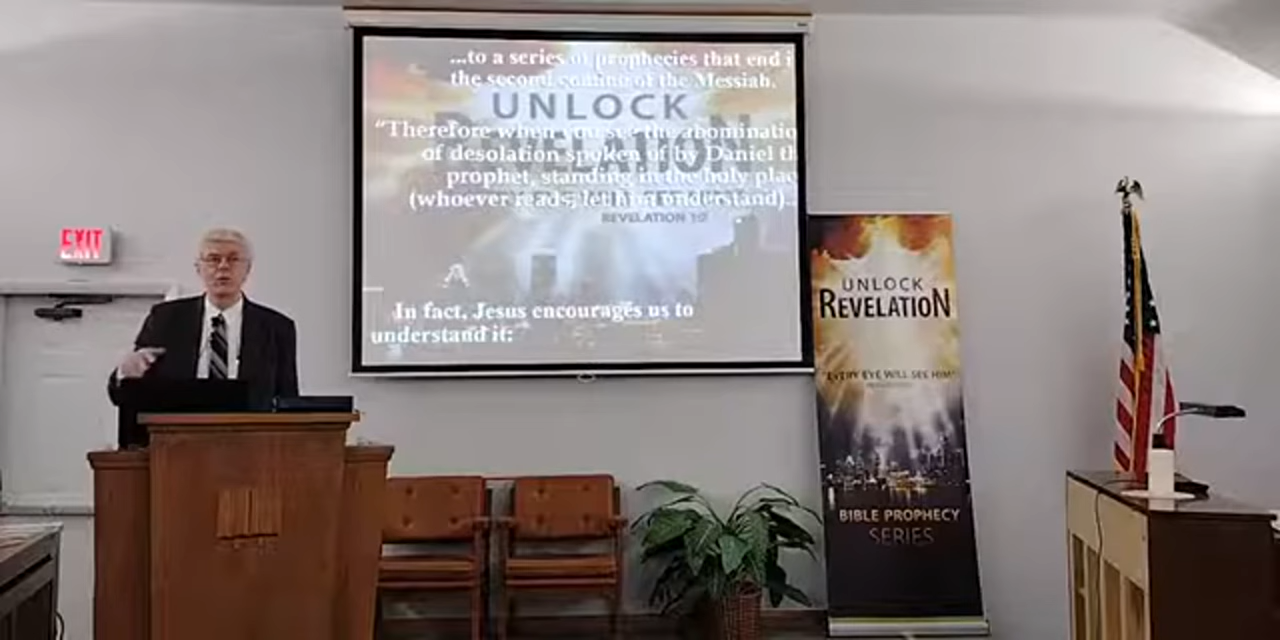 EXIT
...to a series of prophecies that end i
the second coming of the Messiah.
UNLOCK
REVELATION
"Therefore when you see the abominatio
of desolation spoken of by Daniel th
prophet, standing in the holy plac
(whoever reads, let him understand)...
REVELATION 1:7
In fact, Jesus encourages us to
understand it:
UNLOCK
REVELATION
"EVERY EYE WILL SEE HIM"
BIBLE PROPHECY
SERIES